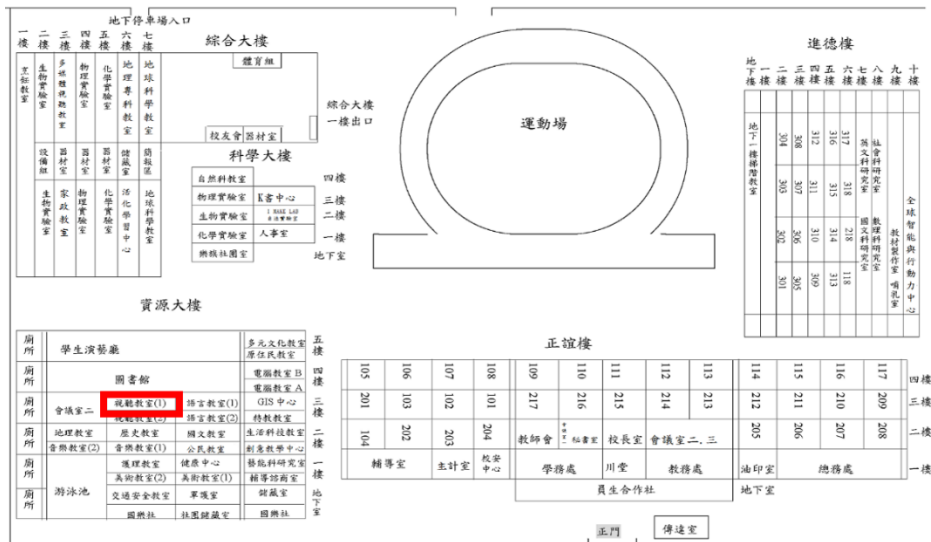 地下停車場入口
一樓 二樓 三樓 四樓 五樓 六樓 七樓
綜合大樓
進德樓
烹飪教室
生物實驗室
多媒體視聽教室
物理實驗室
化學實驗室
地理專科教室
地球科學教室
體育組
校友會 器材室
綜合大樓
一樓出口
運動場
設備組
器材室
器材室
器材室
儲藏室
簡報區
生物實驗室
家政教室
物理實驗室
化學實驗室
活化學習中心
地球科學教室
科學大樓
自然科教室 四樓
物理實驗室 K書中心 三樓
生物實驗室 二樓
化學實驗室 人事室 一樓
樂旗社團室 地下室
地下樓 一樓 二樓 三樓 四樓 五樓 六樓 七樓 八樓 九樓 十樓
地下一樓階梯教室
304 308 312 316 317
303 307 311 315 318
302 306 310 314 218
301 305 309 313 118
英文科研究室 社會科研究室
國文科研究室 數理科研究室
教材製作室 哺乳室
全球智能與行動力中心
資源大樓
廁所 學生演藝廳 多元文化教室 五樓
原住民教室
廁所 圖書館 電腦教室 B 四樓
電腦教室 A
廁所 會議室二 視聽教室(1) 語言教室(1) GIS 中心 三樓
視聽教室(2) 語言教室(2) 特教教室
廁所 地理教室 歷史教室 國文教室 生活科技教室 二樓
音樂教室(2) 音樂教室(1) 公民教室 創意教學中心
廁所 護理教室 健康中心 藝能科研究室 一樓
美術教室(2) 美術教室(1) 輔導諮商室
廁所 游泳池 交通安全教室 軍護室 儲藏室 地下室
國樂社 社團儲藏室 國樂社
正誼樓
105 106 107 108 109 110 111 112 113 114 115 116 117 四樓
201 103 102 101 217 216 215 214 213 212 211 210 209 三樓
104 202 203 204 教師會 秘書室 校長室 會議室二.三 205 206 207 208 二樓
輔導室 主計室 校安中心 學務處 川堂 教務處 油印室 總務處 一樓
員生合作社 地下室
正門 傳達室